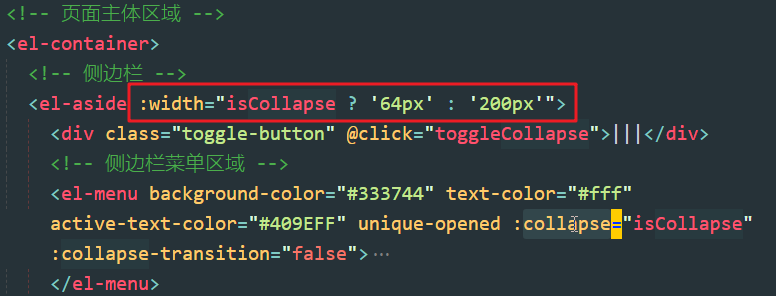 <!-- 页面主体区域 -->
<el-container>
<!-- 侧边栏 -->
<el-aside :width="isCollapse ? '64px' : '200px'">
<div class="toggle-button" @click="toggleCollapse">|||</div>
<!-- 侧边栏菜单区域 -->
<el-menu background-color="#333744" text-color="#fff"
active-text-color="#409EFF" unique-opened :collapse="isCollapse"
:collapse-transition="false">⋯
</el-menu>